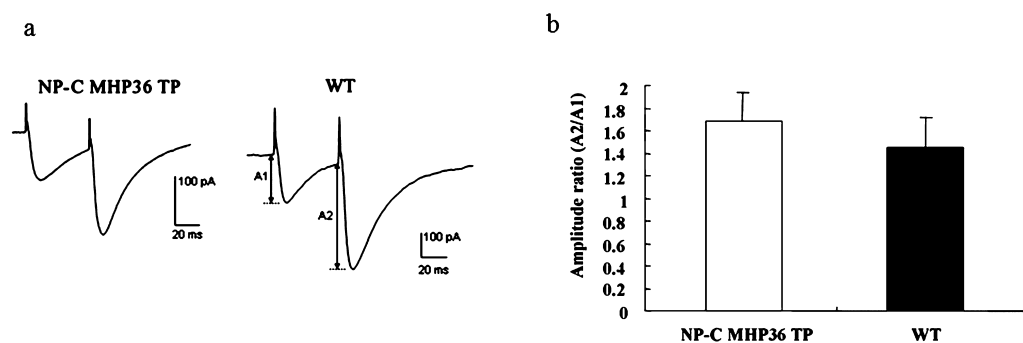 a
NP-C MHP36 TP
WT
A1
A2
100 pA
20 ms
100 pA
20 ms
b
Amplitude ratio (A2/A1)
2
1.8
1.6
1.4
1.2
1
0.8
0.6
0.4
0.2
0
NP-C MHP36 TP
WT